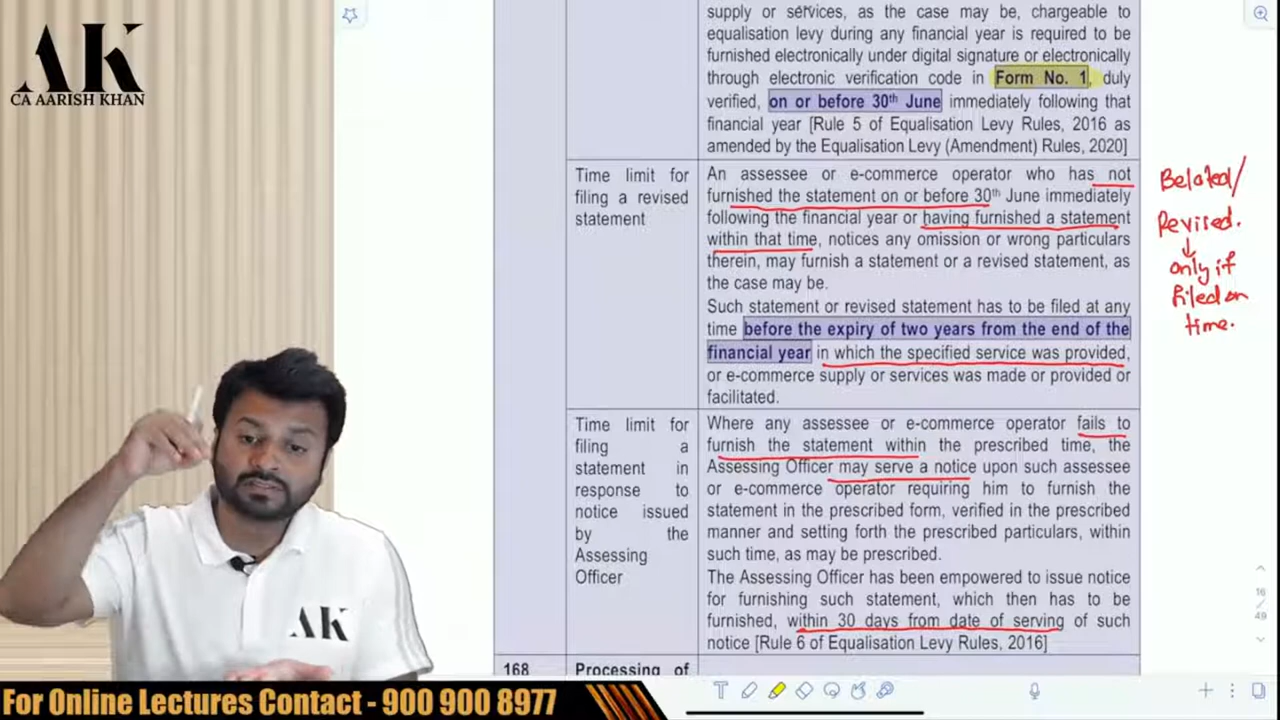 AK
CA AARISH KHAN
supply or services, as the case may be, chargeable to
equalisation levy during any financial year is required to be
furnished electronically under digital signature or electronically
through electronic verification code in Form No. 1, duly
verified, on or before 30th June immediately following that
financial year [Rule 5 of Equalisation Levy Rules, 2016 as
amended by the Equalisation Levy (Amendment) Rules, 2020]
Time limit for
filing a revised
statement
An assessee or e-commerce operator who has not
furnished the statement on or before 30th June immediately
following the financial year or having furnished a statement
within that time, notices any omission or wrong particulars
therein, may furnish a statement or a revised statement, as
the case may be.
Such statement or revised statement has to be filed at any
time before the expiry of two years from the end of the
financial year in which the specified service was provided,
or e-commerce supply or services was made or provided or
facilitated.
Belated/
Revised.
↓
only if
filed on
time.
Time limit for
filing a
statement in
response to
notice issued
by the
Assessing
Officer
Where any assessee or e-commerce operator fails to
furnish the statement within the prescribed time, the
Assessing Officer may serve a notice upon such assessee
or e-commerce operator requiring him to furnish the
statement in the prescribed form, verified in the prescribed
manner and setting forth the prescribed particulars, within
such time, as may be prescribed.
The Assessing Officer has been empowered to issue notice
for furnishing such statement, which then has to be
furnished, within 30 days from date of serving of such
notice [Rule 6 of Equalisation Levy Rules, 2016]
168 Processing of
16
/
49
AK
For Online Lectures Contact - 900 900 8977